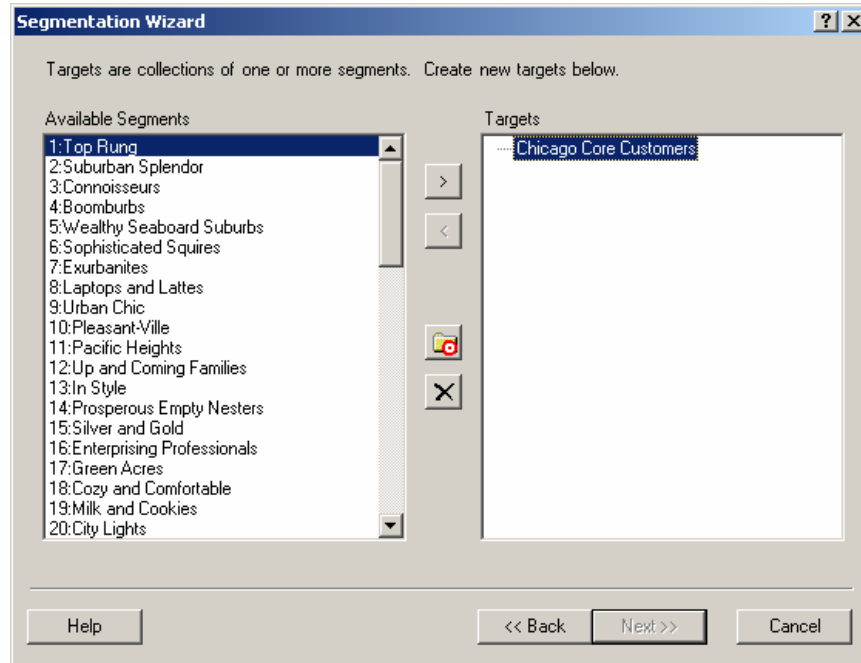 Segmentation Wizard
Targets are collections of one or more segments. Create new targets below.
Available Segments
Targets
1:Top Rung
2:Suburban Splendor
3:Connoisseurs
4:Boomburbs
5:Wealthy Seaboard Suburbs
6:Sophisticated Squires
7:Exurbanites
8:Laptops and Lattes
9:Urban Chic
10:Pleasant-Ville
11:Pacific Heights
12:Up and Coming Families
13:In Style
14:Prosperous Empty Nesters
15:Silver and Gold
16:Enterprising Professionals
17:Green Acres
18:Cozy and Comfortable
19:Milk and Cookies
20:City Lights
>
<
Chicago Core Customers
Help
<< Back
Next >>
Cancel